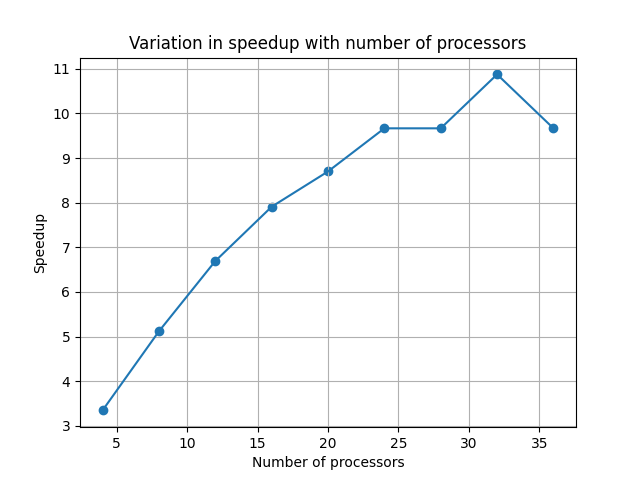 Variation in speedup with number of processors
11
10
9
8
7
6
5
4
3
Speedup
5 10 15 20 25 30 35
Number of processors